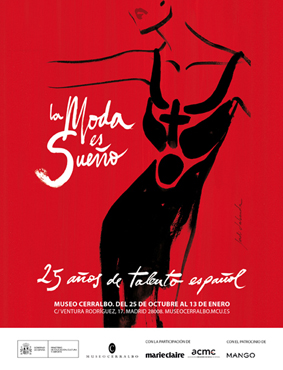 la
Moda
es
Sueño
25 años de talento español
MUSEO CERRALBO. DEL 25 DE OCTUBRE AL 13 DE ENERO
C/ VENTURA RODRÍGUEZ, 17. MADRID 28008. MUSEOCERRALBO.MCU.ES
CON LA PARTICIPACIÓN DE
CON EL PATROCINIO DE
MUSEO CERRALBO
marie claire
acmc
MANGO